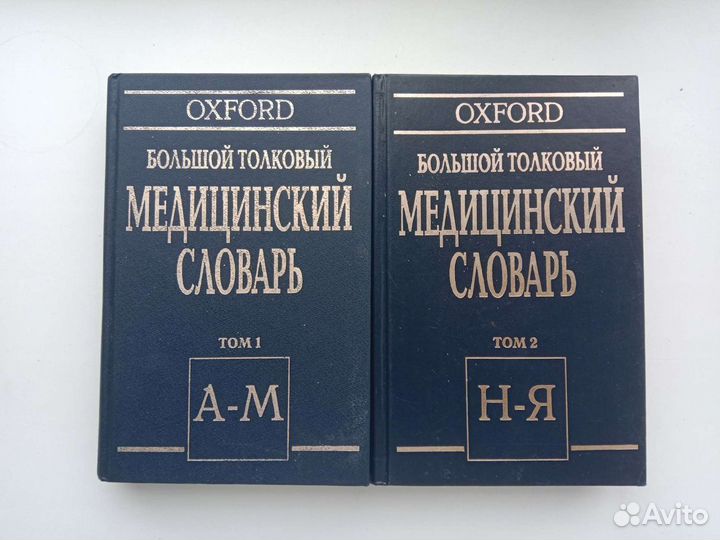 OXFORD
БОЛЬШОЙ ТОЛКОВЫЙ
МЕДИЦИНСКИЙ
СЛОВАРЬ
ТОМ 1
А-М
OXFORD
БОЛЬШОЙ ТОЛКОВЫЙ
МЕДИЦИНСКИЙ
СЛОВАРЬ
ТОМ 2
Н-Я
Avito